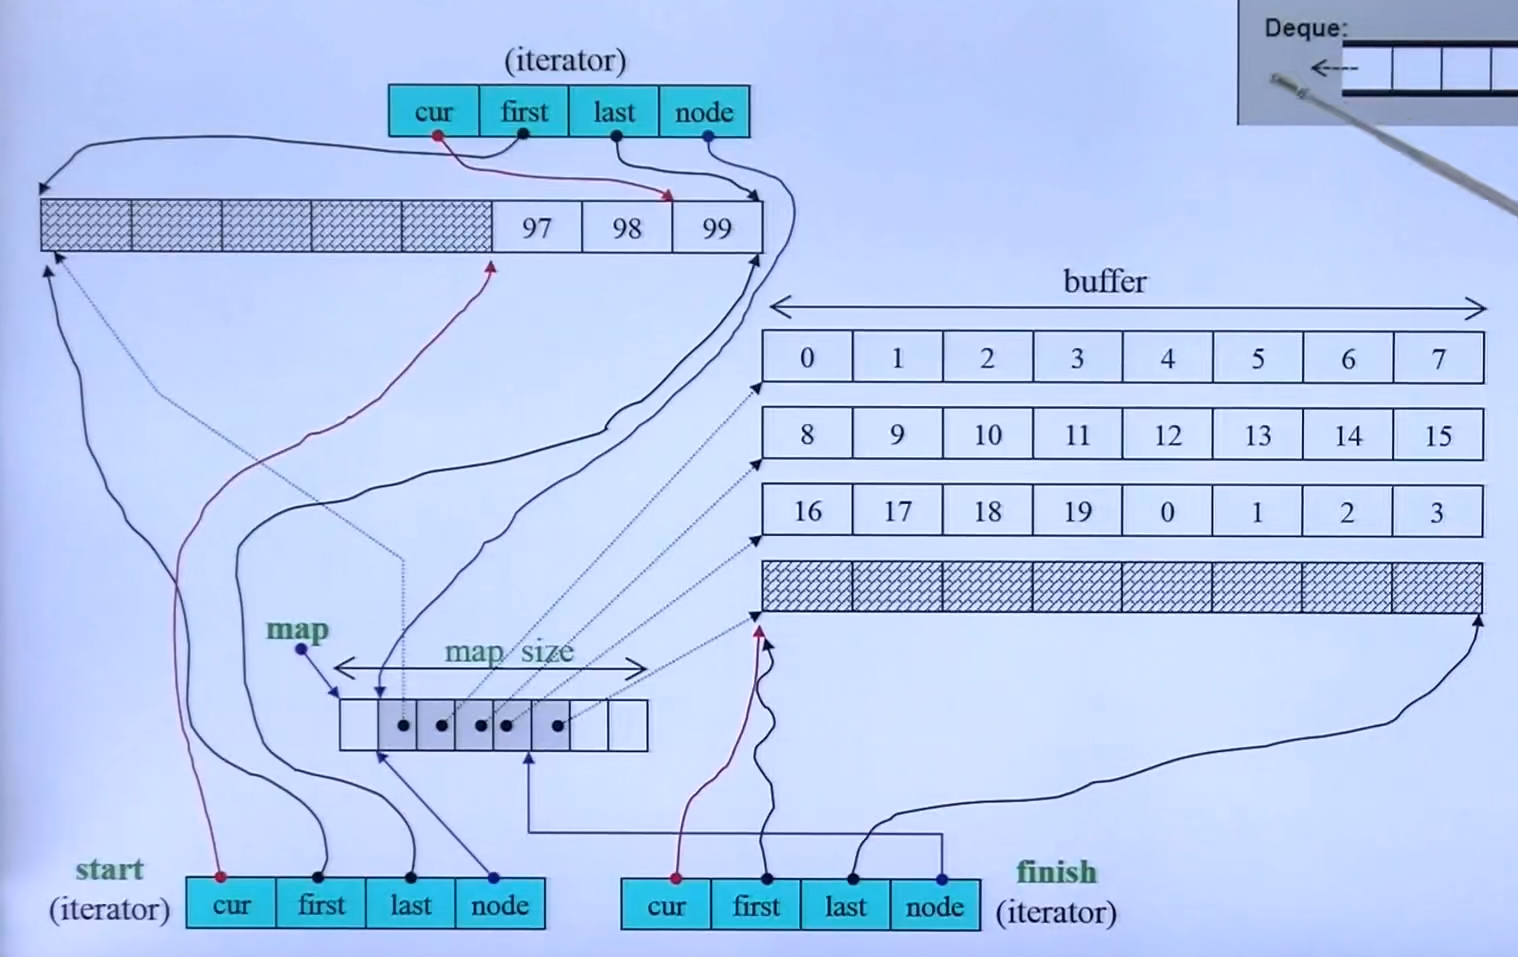 Deque:
(iterator)
cur first last node
97 98 99
buffer
0 1 2 3 4 5 6 7
8 9 10 11 12 13 14 15
16 17 18 19 0 1 2 3
map
map_size
start
(iterator)
cur first last node
cur first last node
finish
(iterator)